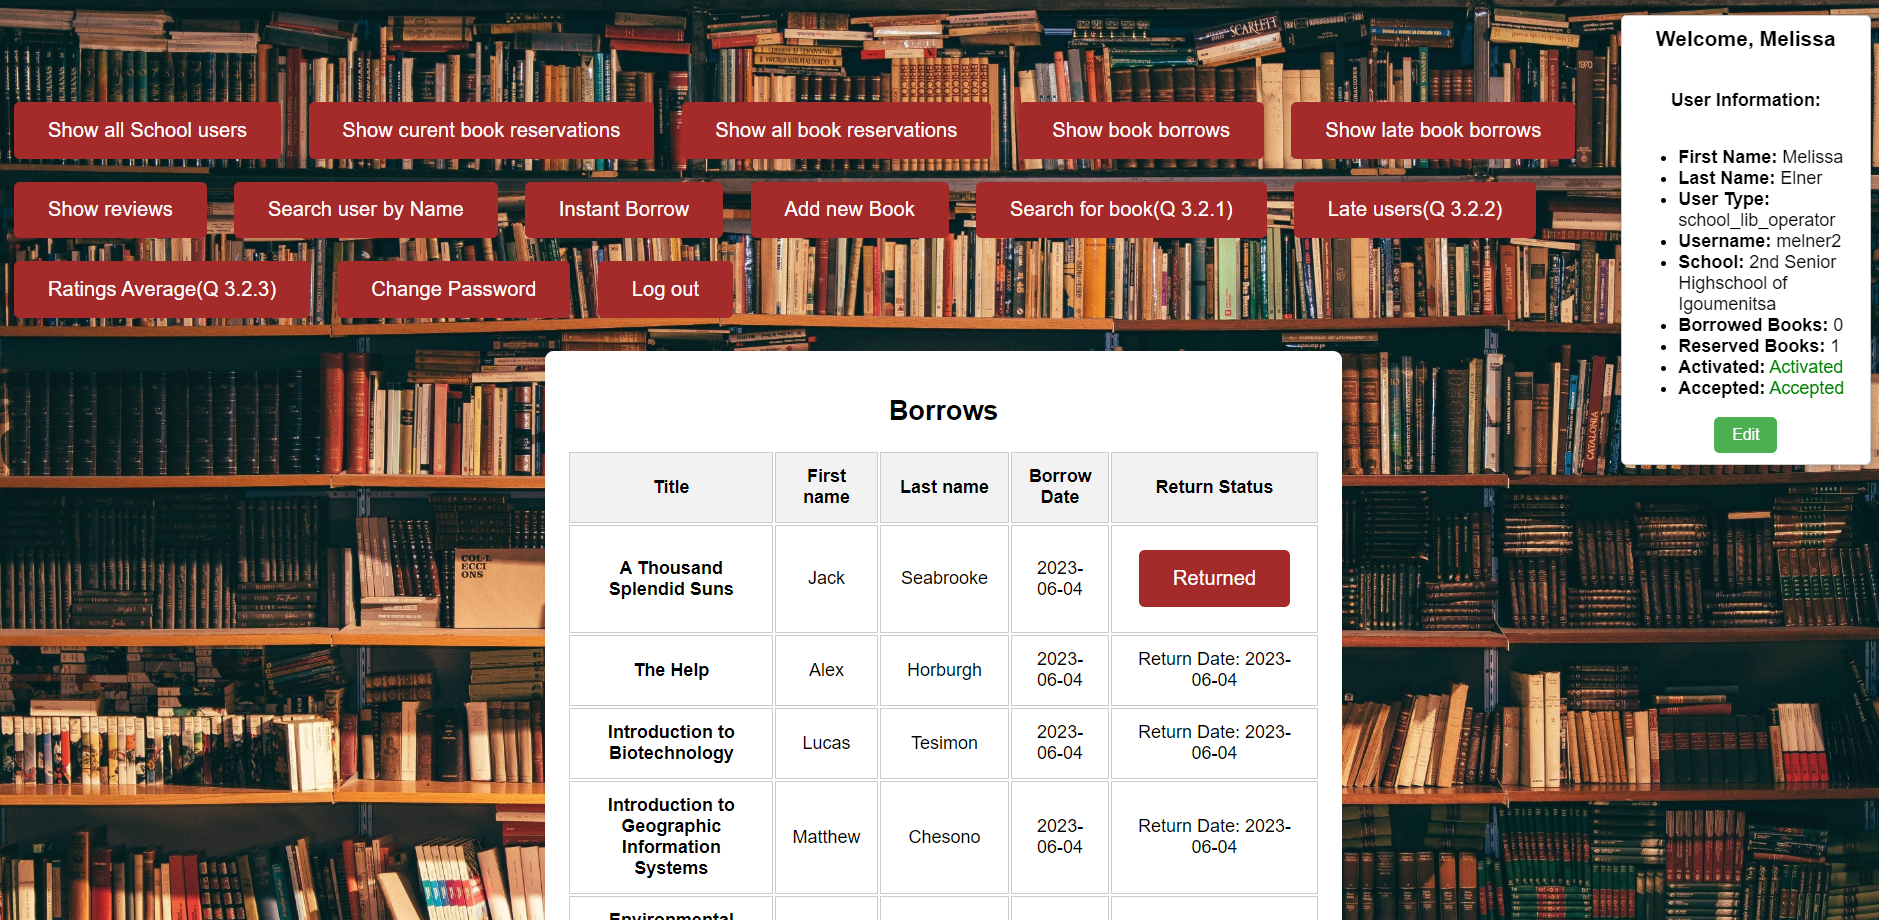 Welcome, Melissa
User Information:
Show all School users
Show curent book reservations
Show all book reservations
Show book borrows
Show late book borrows
Show reviews
Search user by Name
Instant Borrow
Add new Book
Search for book(Q 3.2.1)
Late users(Q 3.2.2)
Ratings Average(Q 3.2.3)
Change Password
Log out
First Name: Melissa
Last Name: Elner
User Type:
school_lib_operator
Username: melner2
School: 2nd Senior
Highschool of
Igoumenitsa
Borrowed Books: 0
Reserved Books: 1
Activated: Activated
Accepted: Accepted
Edit
Borrows
Title
First
name
Last name
Borrow
Date
Return Status
A Thousand
Splendid Suns
Jack
Seabrooke
2023-
06-04
Returned
The Help
Alex
Horburgh
2023-
06-04
Return Date: 2023-
06-04
Introduction to
Biotechnology
Lucas
Tesimon
2023-
06-04
Return Date: 2023-
06-04
Introduction to
Geographic
Information
Systems
Matthew
Chesono
2023-
06-04
Return Date: 2023-
06-04
Environmental
SCARLETT
1970
CATALONIA
COL·L
ECCI
ONS